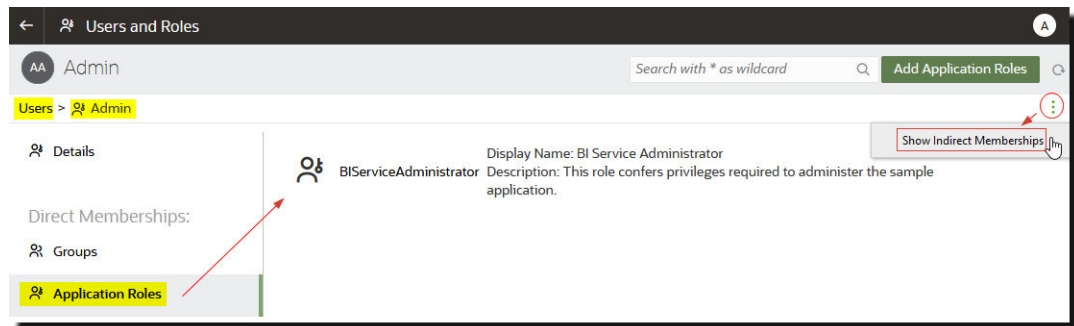 Users and Roles
A
AA
Admin
Search with * as wildcard
Add Application Roles
Users > Admin
Show Indirect Memberships
Details
BIServiceAdministrator
Display Name: BI Service Administrator
Description: This role confers privileges required to administer the sample
application.
Direct Memberships:
Groups
Application Roles